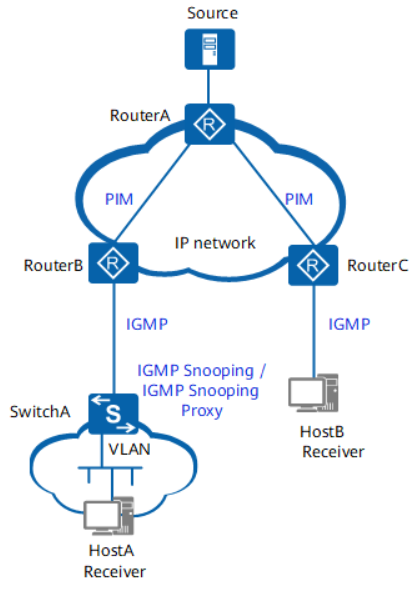 Source
RouterA
R
PIM
PIM
IP network
RouterB
R
R
RouterC
IGMP
IGMP
IGMP Snooping /
IGMP Snooping
Proxy
SwitchA
S
VLAN
HostB
Receiver
HostA
Receiver